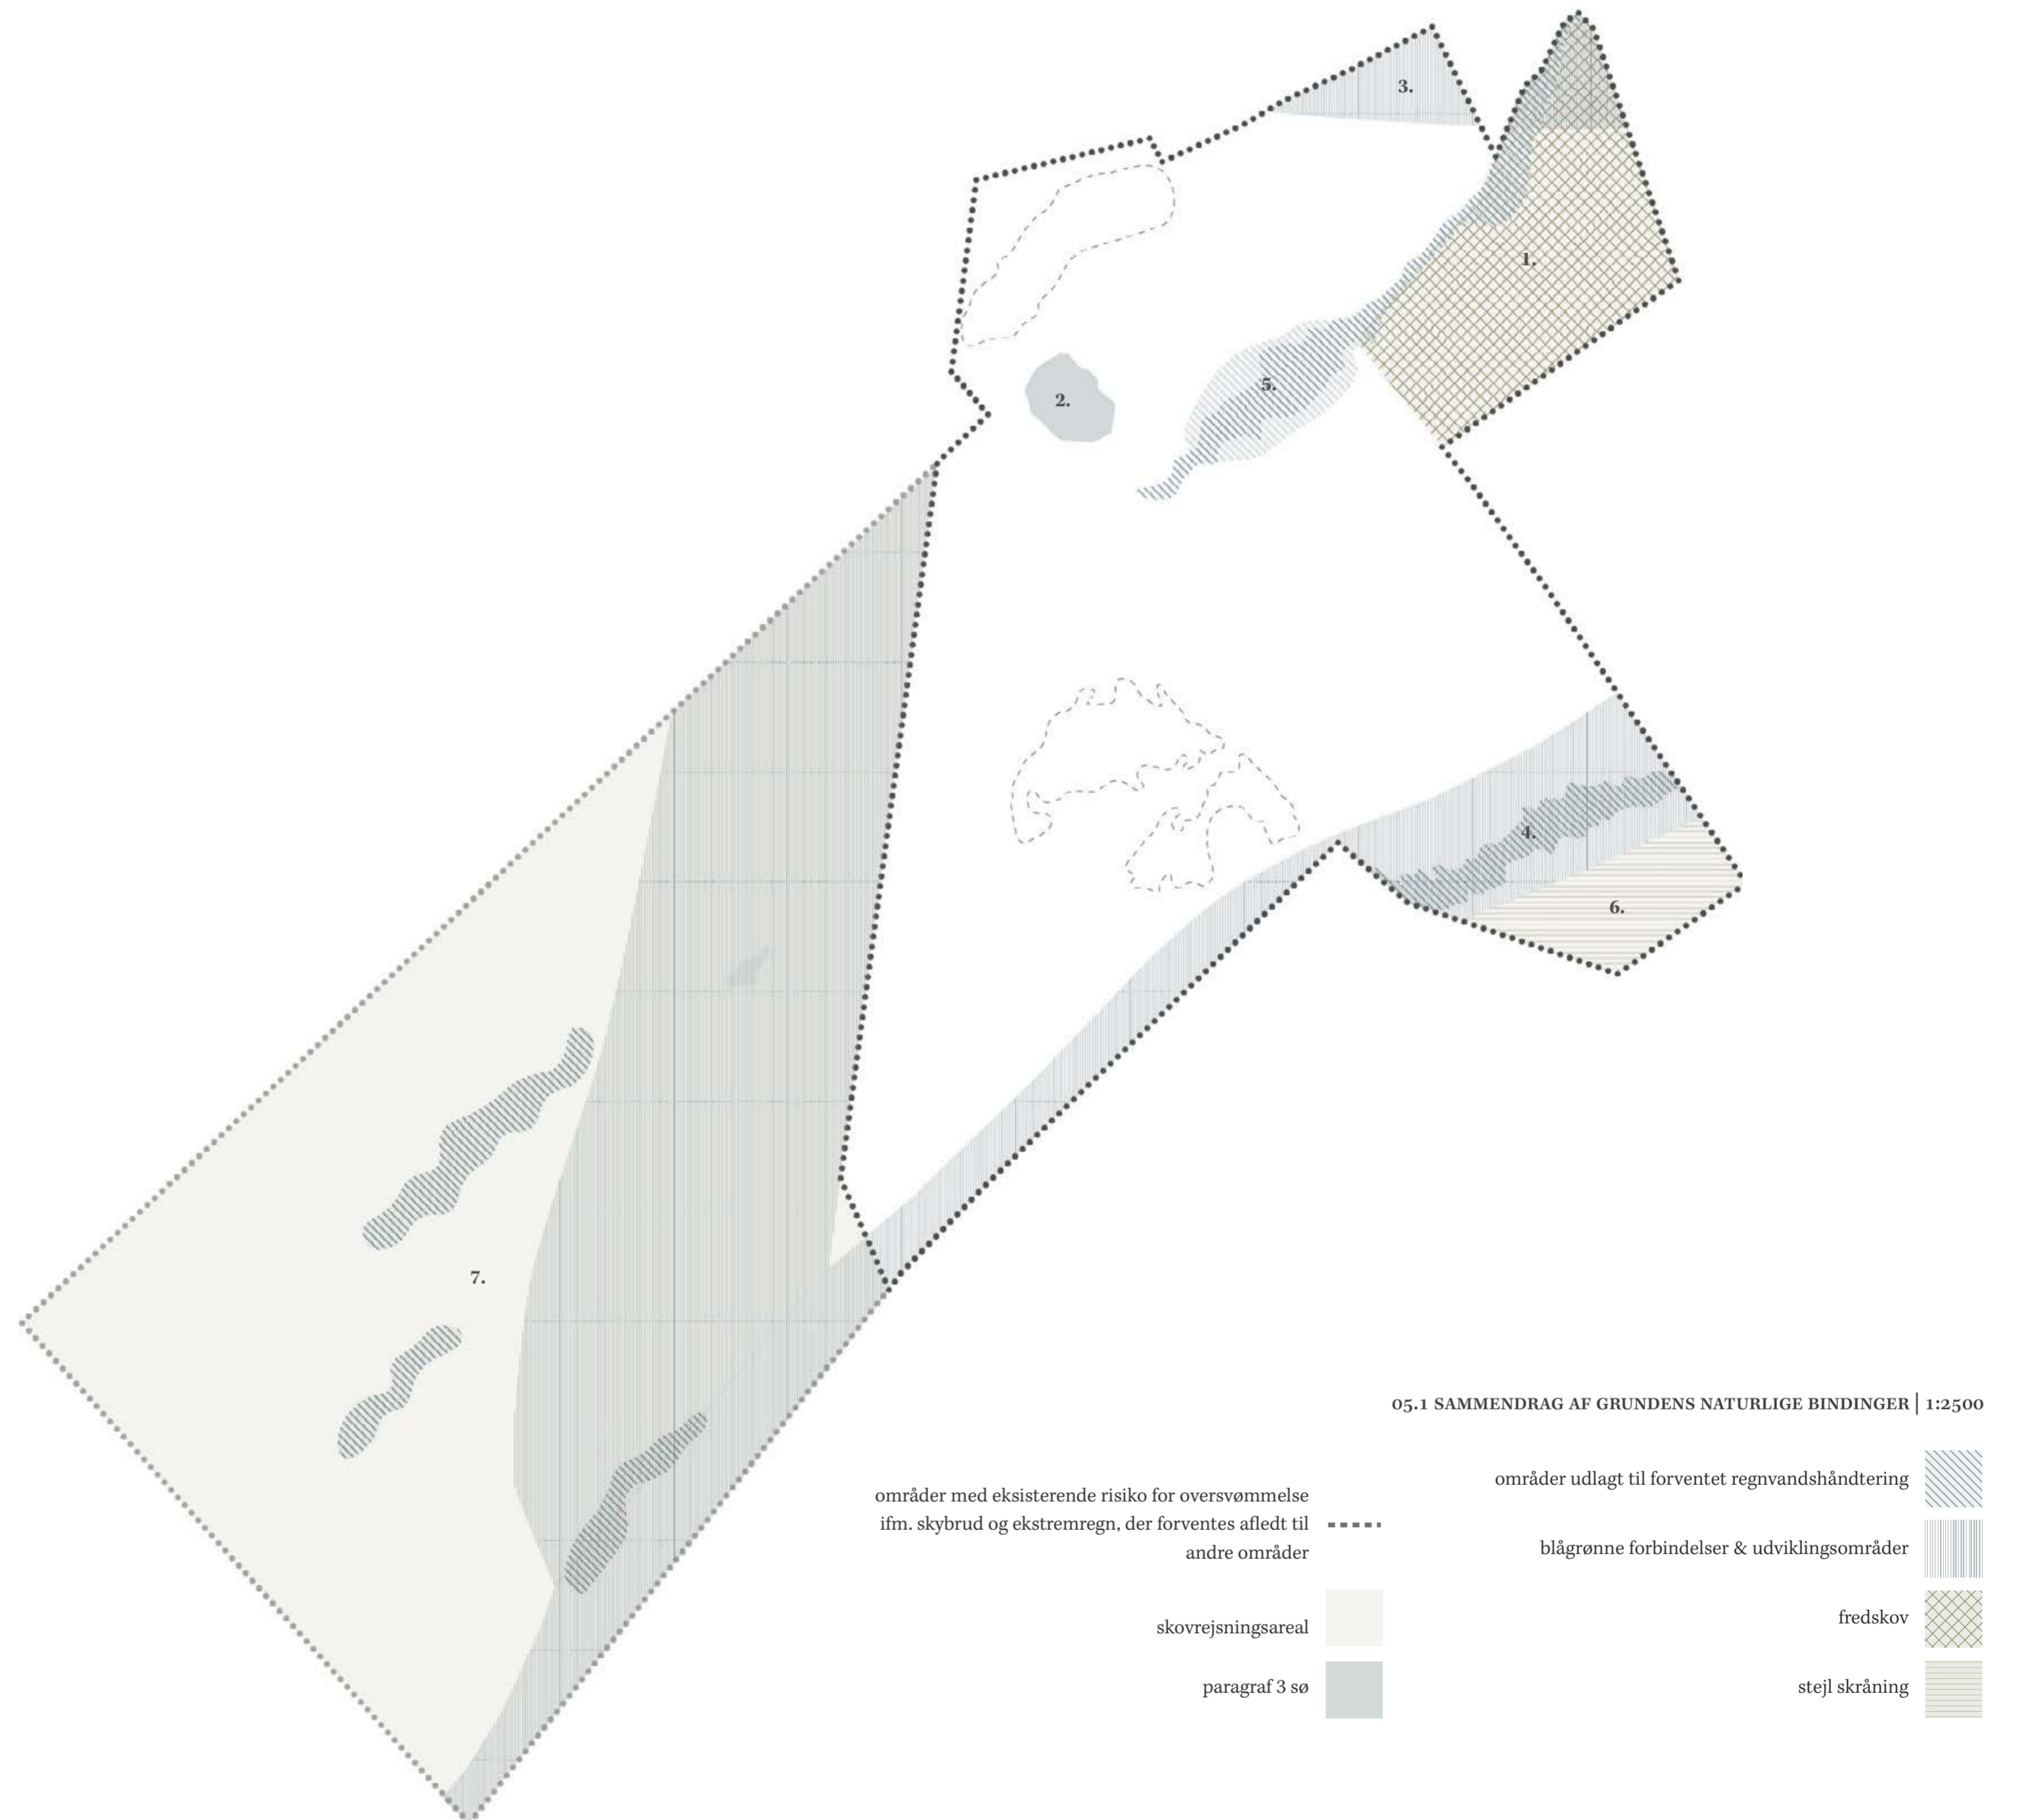 3.
1.
5.
2.
4.
6.
7.
05.1 SAMMENDRAG AF GRUNDENS NATURLIGE BINDINGER | 1:2500
områder med eksisterende risiko for oversvømmelse
ifm. skybrud og ekstremregn, der forventes afledt til
andre områder
skovrejsningsareal
paragraf 3 sø
områder udlagt til forventet regnvandshåndtering
blågrønne forbindelser & udviklingsområder
fredskov
stejl skråning